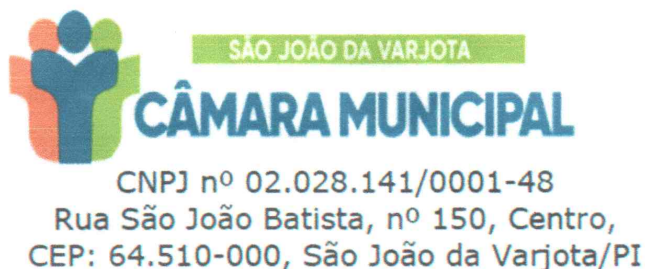 SÃO JOÃO DA VARJOTA
CÂMARA MUNICIPAL
CNPJ nº 02.028.141/0001-48
Rua São João Batista, nº 150, Centro,
CEP: 64.510-000, São João da Varjota/PI